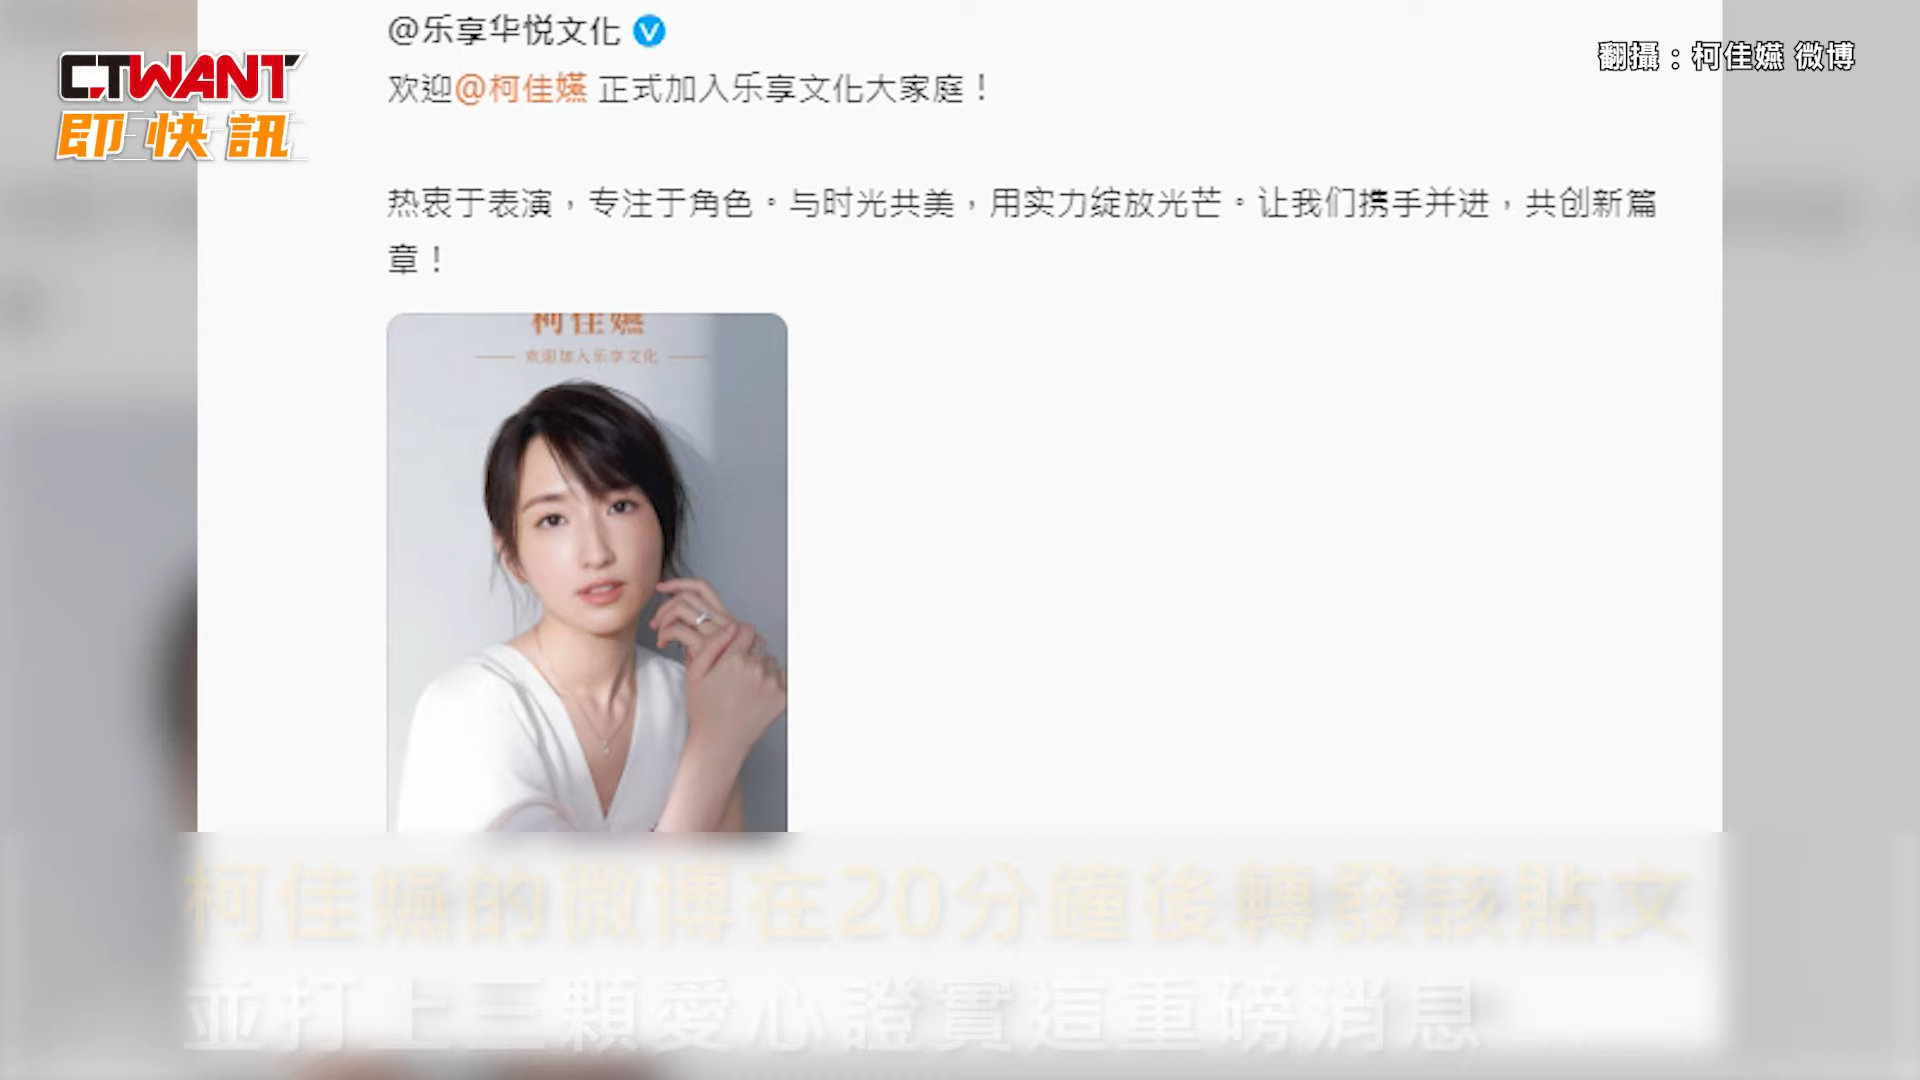 @乐享华悦文化
CTWANT
即快訊
翻攝：柯佳嬿 微博
欢迎@柯佳嬿 正式加入乐享文化大家庭！
热衷于表演，专注于角色。与时光共美，用实力绽放光芒。让我们携手并进，共创新篇
章！
柯佳嬿
欢迎加入乐享文化
柯佳嬿的微博在20分鐘後轉發該貼文
並打上三顆愛心證實這重磅消息